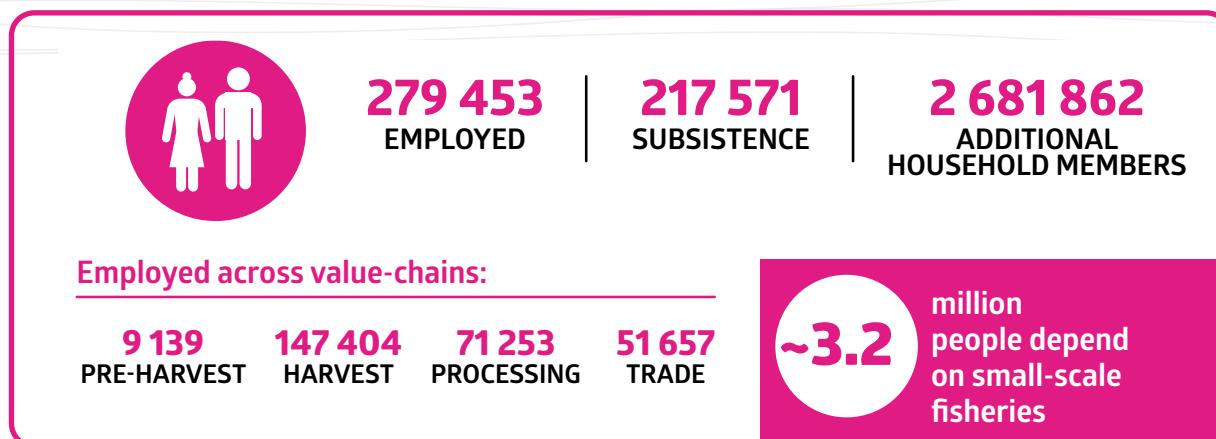 279 453
EMPLOYED
217 571
SUBSISTENCE
2 681 862
ADDITIONAL
HOUSEHOLD MEMBERS
Employed across value-chains:
9 139
PRE-HARVEST
147 404
HARVEST
71 253
PROCESSING
51 657
TRADE
~3.2
million
people depend
on small-scale
fisheries